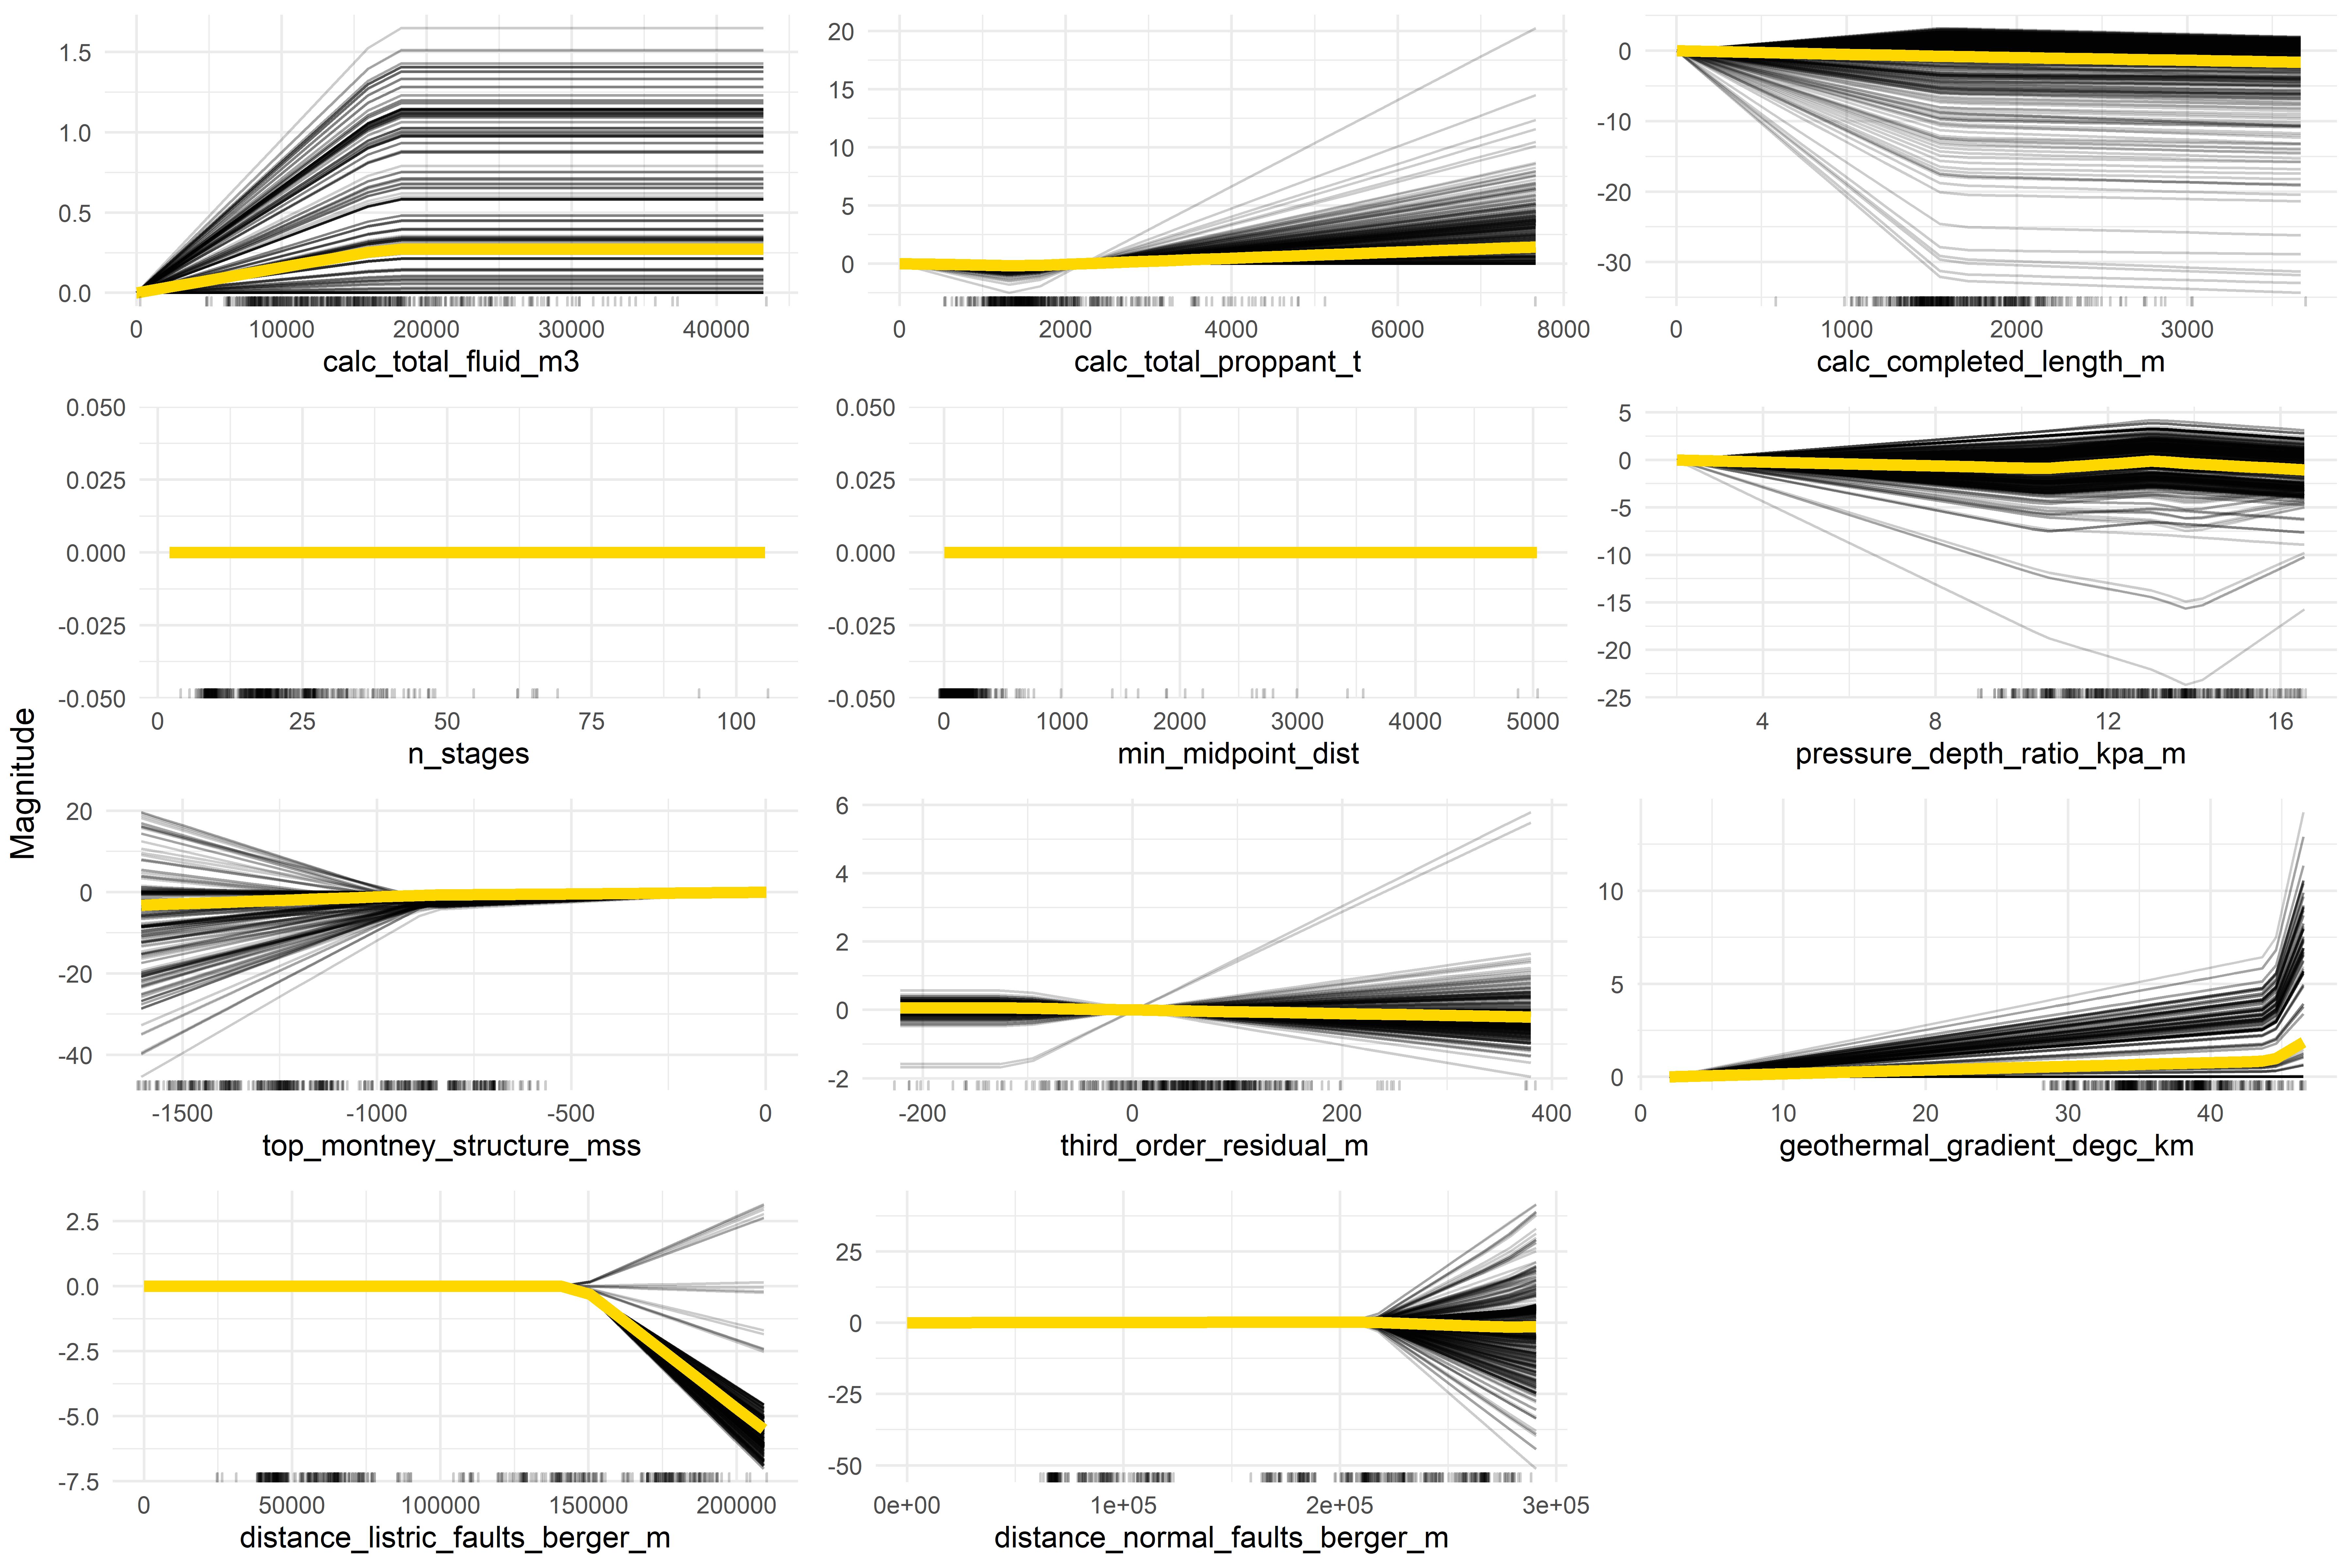 Magnitude
1.5
1.0
0.5
0.0
0 10000 20000 30000 40000
calc_total_fluid_m3
20
15
10
5
0
0 2000 4000 6000 8000
calc_total_proppant_t
0
-10
-20
-30
0 1000 2000 3000
calc_completed_length_m
0.050
0.025
0.000
-0.025
-0.050
0 25 50 75 100
n_stages
0.050
0.025
0.000
-0.025
-0.050
0 1000 2000 3000 4000 5000
min_midpoint_dist
5
0
-5
-10
-15
-20
-25
4 8 12 16
pressure_depth_ratio_kpa_m
20
0
-20
-40
-1500 -1000 -500 0
top_montney_structure_mss
6
4
2
0
-2
-200 0 200 400
third_order_residual_m
10
5
0
0 10 20 30 40
geothermal_gradient_degc_km
2.5
0.0
-2.5
-5.0
-7.5
0 50000 100000 150000 200000
distance_listric_faults_berger_m
25
0
-25
-50
0e+00 1e+05 2e+05 3e+05
distance_normal_faults_berger_m